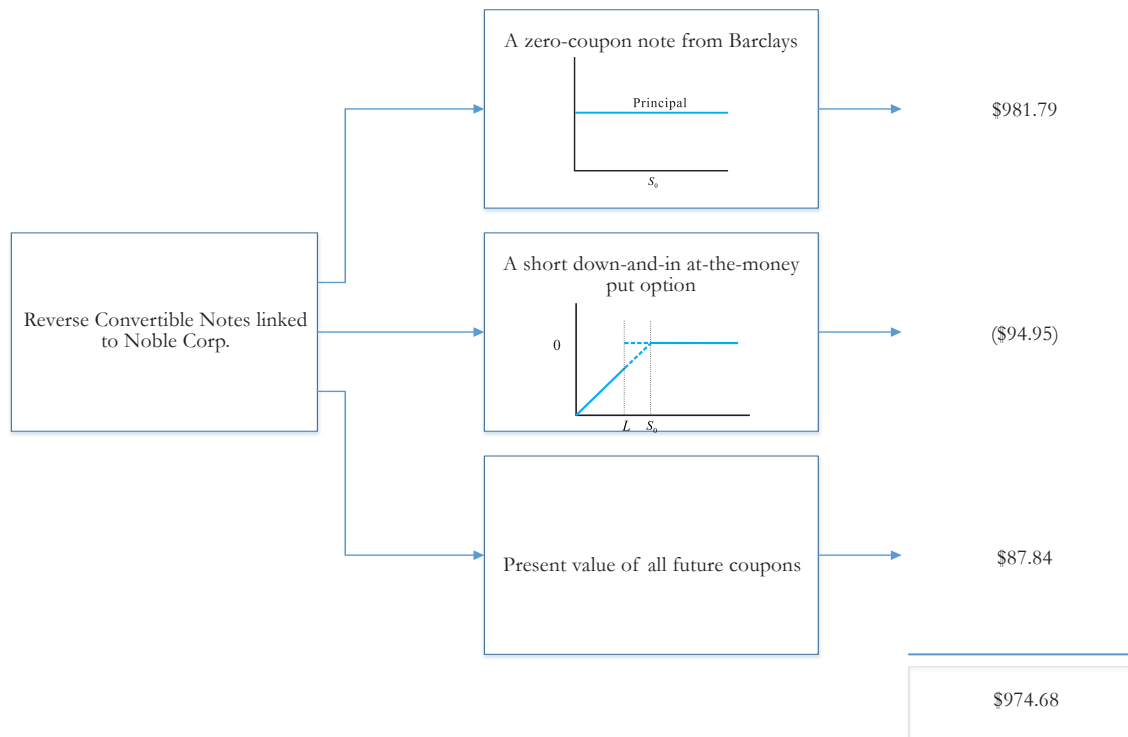 A zero-coupon note from Barclays
Principal
S₀
$981.79
Reverse Convertible Notes linked
to Noble Corp.
A short down-and-in at-the-money
put option
0
L S₀
($94.95)
Present value of all future coupons
$87.84
$974.68